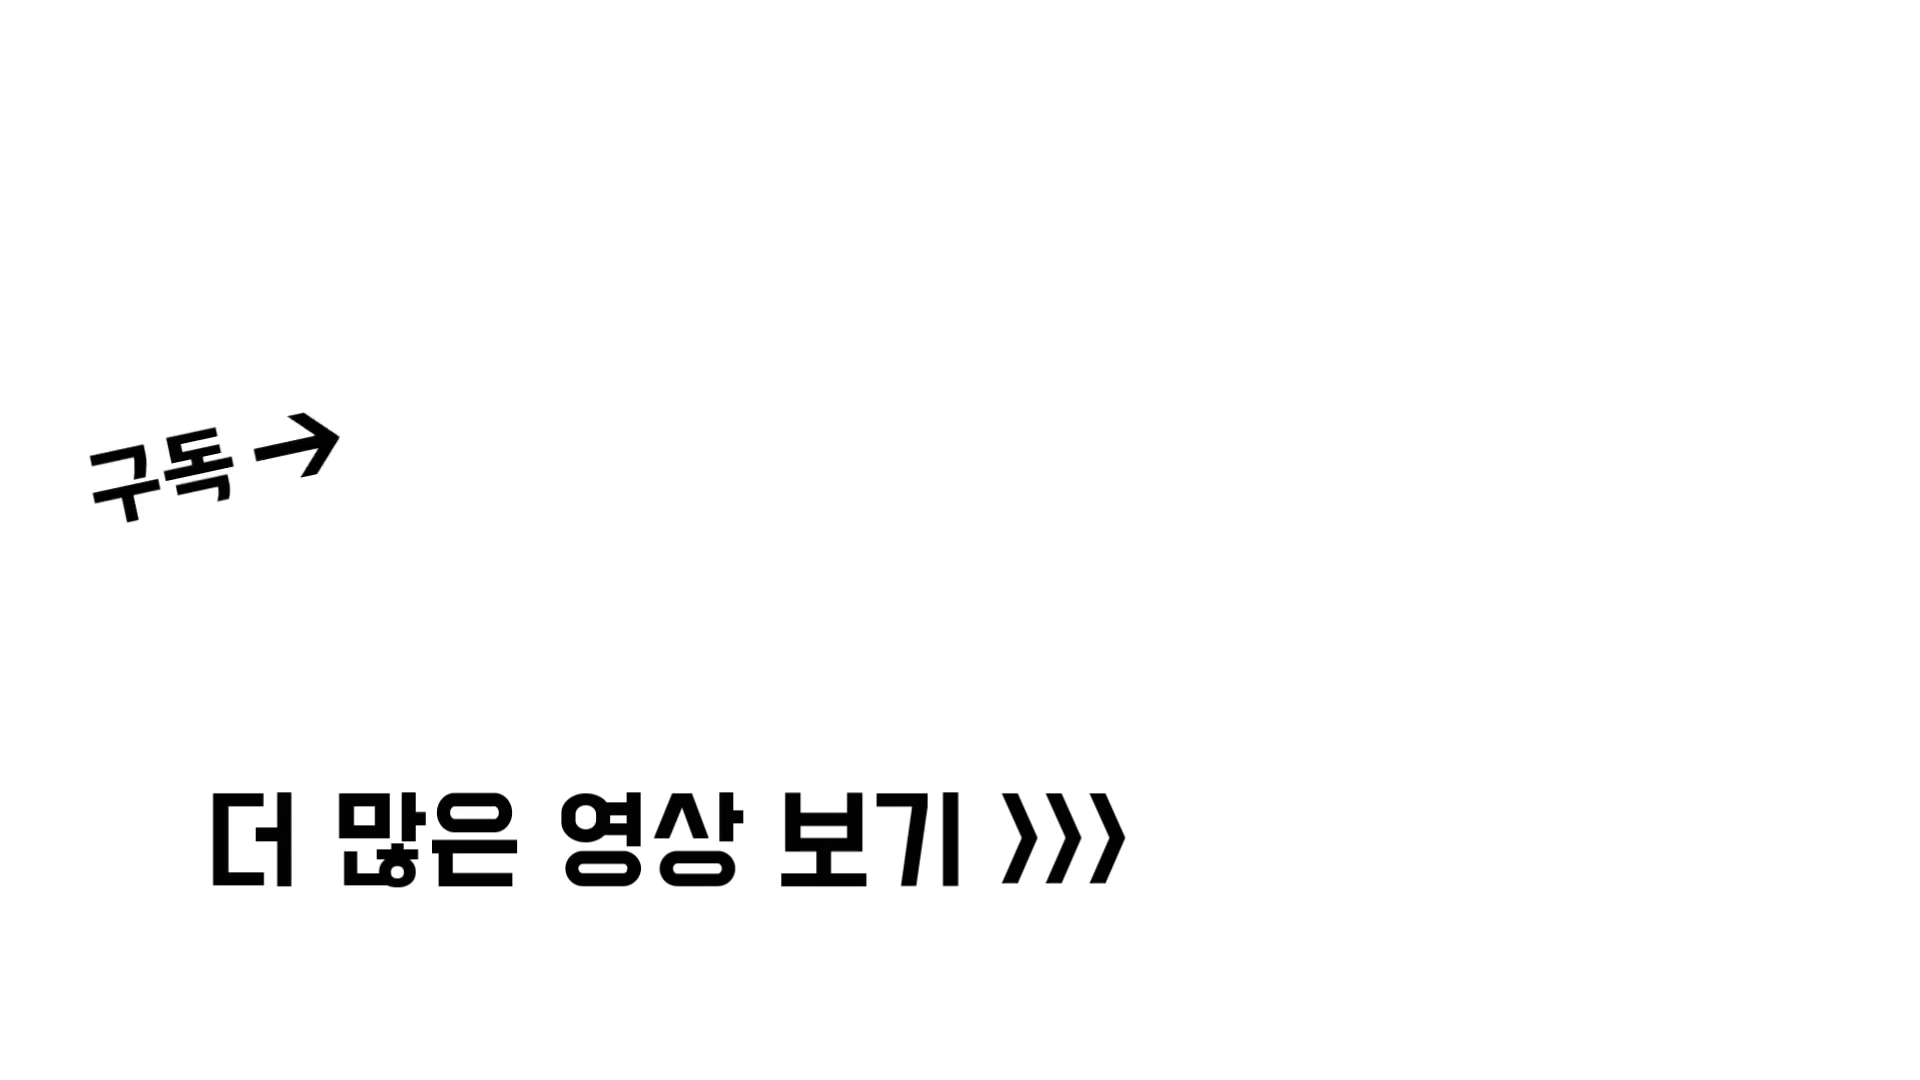 구독 →
더 많은 영상 보기 >>>